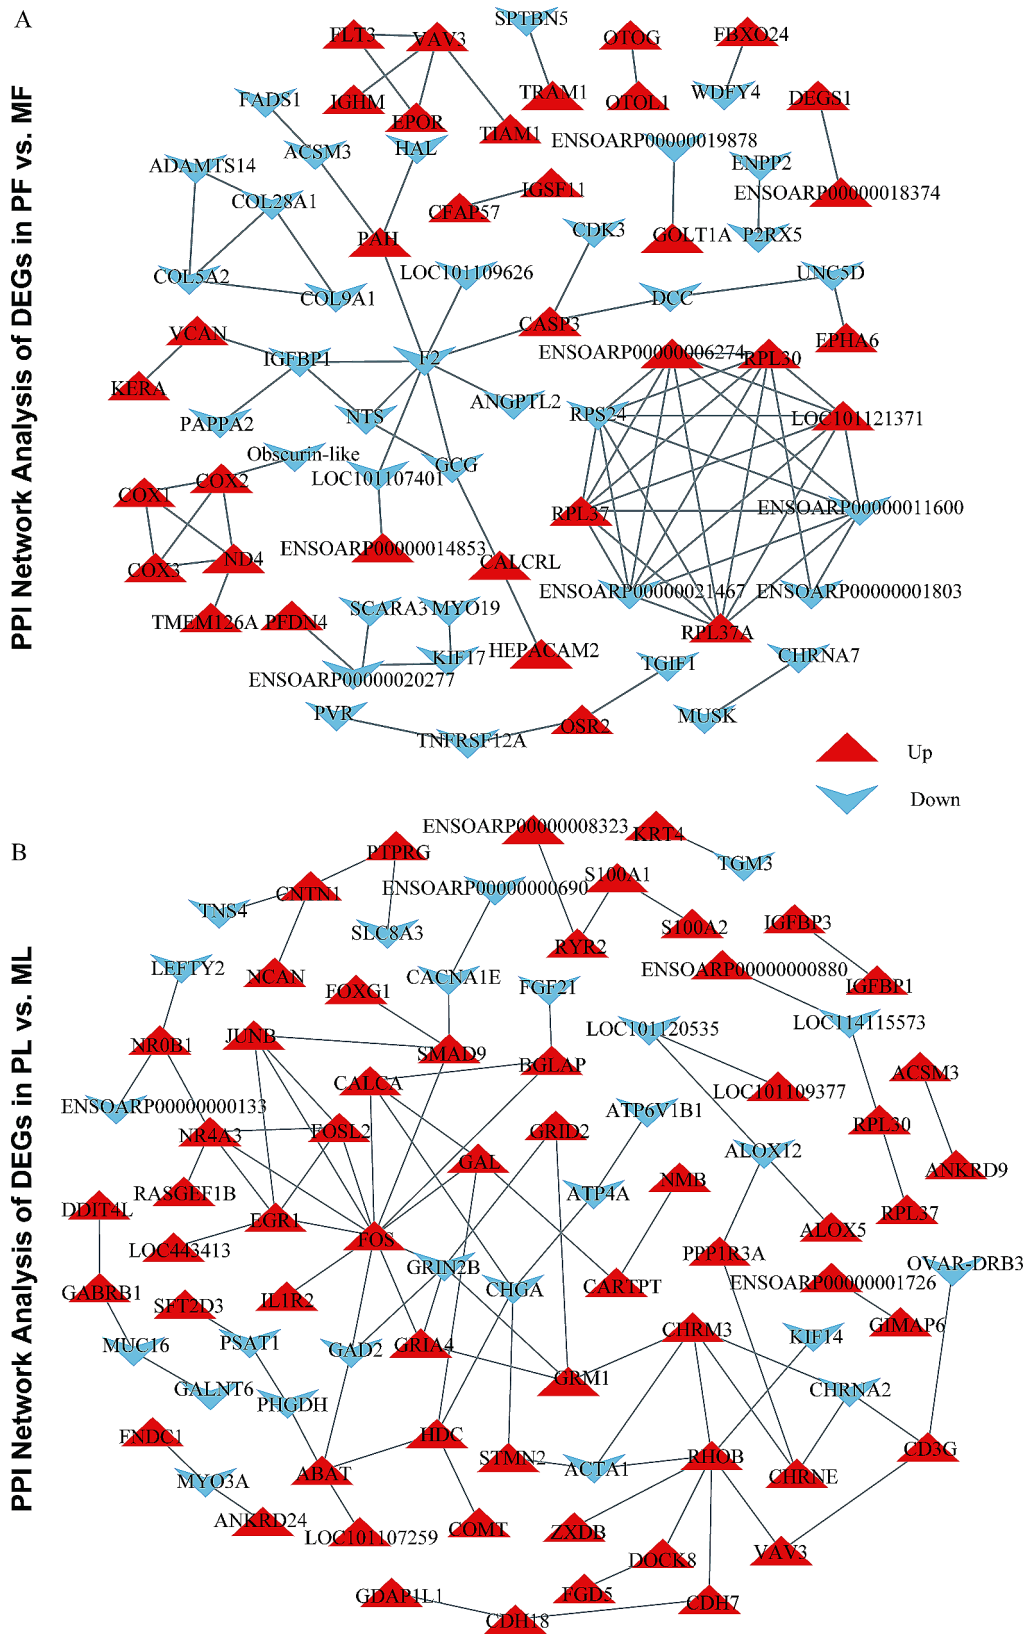 A
PPI Network Analysis of DEGs in PF vs. MF
SPTBN5
FLT3
VAV3
OTOG
FBXO24
FADS1
IGHM
EPOR
TIAM1
TRAM1
OTOL1
WDFY4
DEGS1
ACSM3
HAL
ENSOARP00000019878
ENPP2
ADAMTS14
COL28A1
IGSF11
CFAP57
ENSOARP00000018374
PAH
CDK3
GOLT1A
P2RX5
COL5A2
COL9A1
LOC101109626
DCC
UNC5D
VCAN
CASP3
EPHA6
IGFBP1
F2
ENSOARP00000006274
RPL30
KERA
PAPPA2
NTS
ANGPTL2
RPS24
LOC101121371
Obscurin-like
COX2
LOC101107401
GCG
COX1
RPL37
ENSOARP00000011600
COX3
ND4
ENSOARP00000014853
CALCRL
ENSOARP00000021467
ENSOARP00000001803
TMEM126A
PFDN4
SCARA3
MYO19
RPL37A
KIF17
HEPACAM2
TGIF1
CHRNA7
ENSOARP00000020277
PVR
TNFRSF12A
OSR2
MUSK
Up
Down
B
PPI Network Analysis of DEGs in PL vs. ML
ENSOARP00000008323
KRT4
PTPRG
TGM3
CNTN1
ENSOARP00000000690
S100A1
TNS4
SLC8A3
RYR2
S100A2
IGFBP3
LEFTY2
NCAN
FOXG1
CACNA1E
FGF21
ENSOARP00000000880
IGFBP1
NR0B1
JUNB
SMAD9
BGLAP
LOC101120535
LOC114115573
CALCA
LOC101109377
ACSM3
ENSOARP00000000133
NR4A3
FOSL2
GRID2
ATP6V1B1
RPL30
GAL
ALOX12
ANKRD9
RASGEF1B
ATP4A
NMB
DDIT4L
EGR1
RPL37
LOC443413
FOS
ALOX5
GRIN2B
PPP1R3A
OVAR-DRB3
GABRB1
SFT2D3
IL1R2
CHGA
CARTPT
ENSOARP00000001726
MUC16
PSAT1
GAD2
GRIA4
CHRM3
KIF14
GIMAP6
GALNT6
PHGDH
GRM1
CHRNA2
FNDC1
HDC
MYO3A
ABAT
STMN2
ACTA1
RHOB
CHRNE
CD3G
ANKRD24
LOC101107259
COMT
ZXDB
VAV3
DOCK8
GDAP1L1
FGD5
CDH7
CDH18